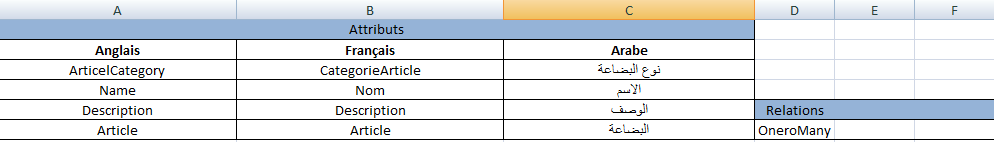 A B C D E F
Attributs
Anglais Français Arabe
ArticelCategory CategorieArticle نوع البضاعة
Name Nom الاسم
Description Description الوصف Relations
Article Article البضاعة OneroMany